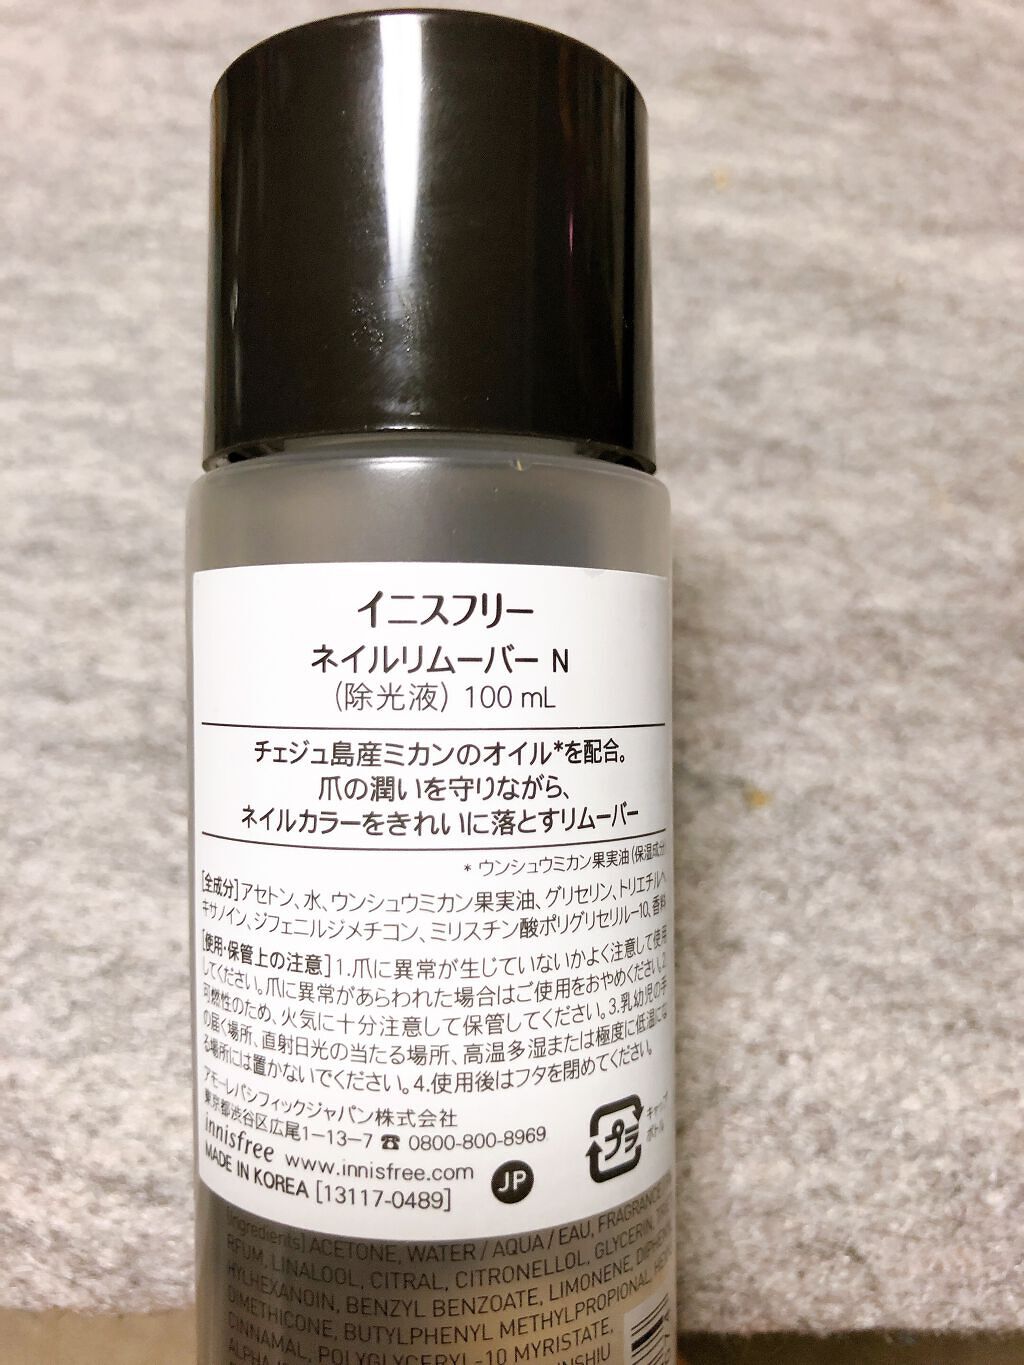 イニスフリー
ネイルリムーバー N
(除光液) 100 mL
チェジュ島産ミカンのオイル*を配合。
爪の潤いを守りながら、
ネイルカラーをきれいに落とすリムーバー
* ウンシュウミカン果実油 (保湿成分)
[全成分]アセトン、水、ウンシュウミカン果実油、グリセリン、トリエチルヘ
キサノイン、ジフェニルジメチコン、ミリスチン酸ポリグリセリル-10、香料
[使用・保管上の注意] 1.爪に異常が生じていないかよく注意して使用
してください。爪に異常があらわれた場合はご使用をおやめください。2.
可燃性のため、火気に十分注意して保管してください。3.乳幼児の手
の届く場所、直射日光の当たる場所、高温多湿または極度に低温にな
る場所には置かないでください。4.使用後はフタを閉めてください。
アモーレパシフィックジャパン株式会社
東京都渋谷区広尾1-13-7 ☎ 0800-800-8969
innisfree www.innisfree.com
MADE IN KOREA [13117-0489]
JP
プラ
キャップ
ボトル
[Ingredients] ACETONE, WATER / AQUA / EAU, FRAGRANCE
RFUM, LINALOOL, CITRAL, CITRONELLOL, GLYCERIN,
HYLHEXANOIN, BENZYL BENZOATE, LIMONENE,
DIMETHICONE, BUTYLPHENYL METHYLPROPIONAL,
CINNAMAL, POLYGLYCERYL-10 MYRISTATE,